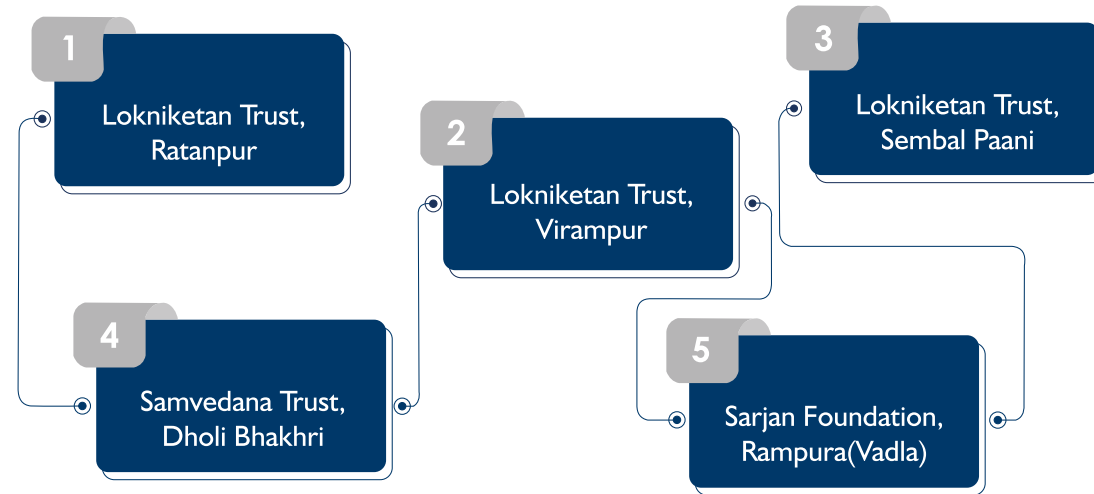 1
Lokniketan Trust,
Ratanpur
2
Lokniketan Trust,
Virampur
3
Lokniketan Trust,
Sembal Paani
4
Samvedana Trust,
Dholi Bhakhri
5
Sarjan Foundation,
Rampura(Vadla)